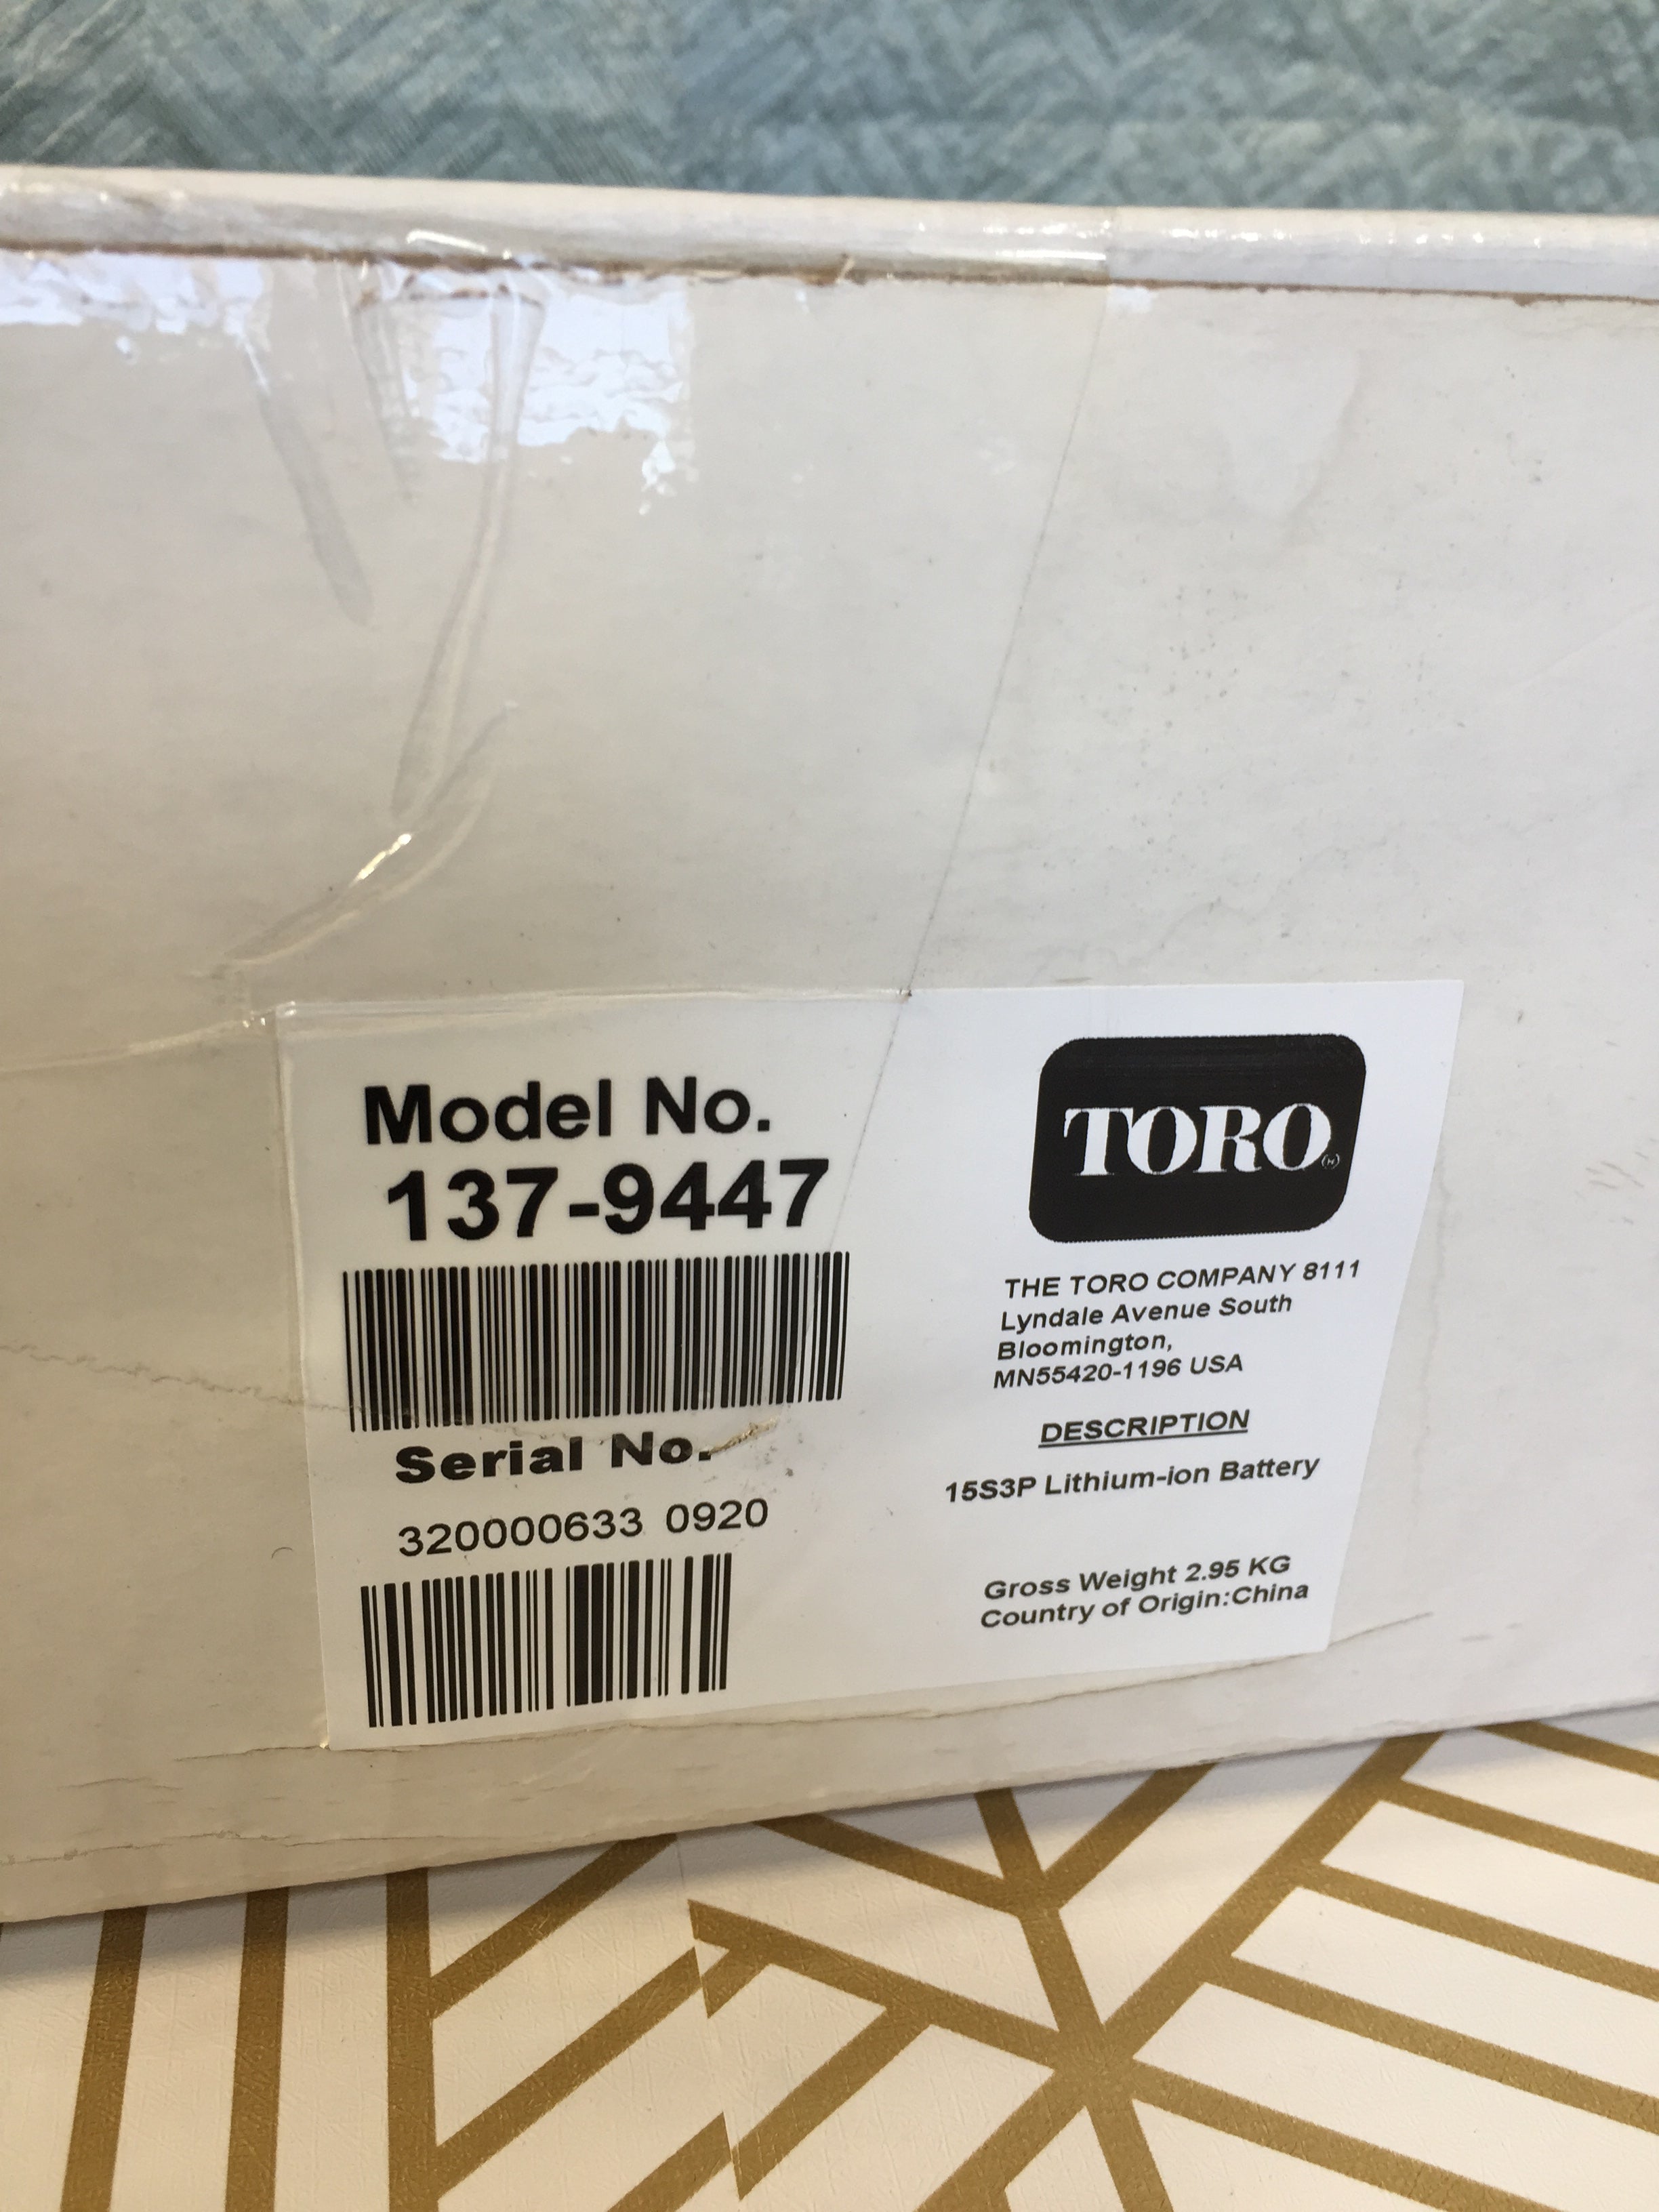 Model No.
137-9447
Serial No.
320000633 0920
TORO
THE TORO COMPANY 8111
Lyndale Avenue South
Bloomington,
MN55420-1196 USA
DESCRIPTION
15S3P Lithium-ion Battery
Gross Weight 2.95 KG
Country of Origin:China